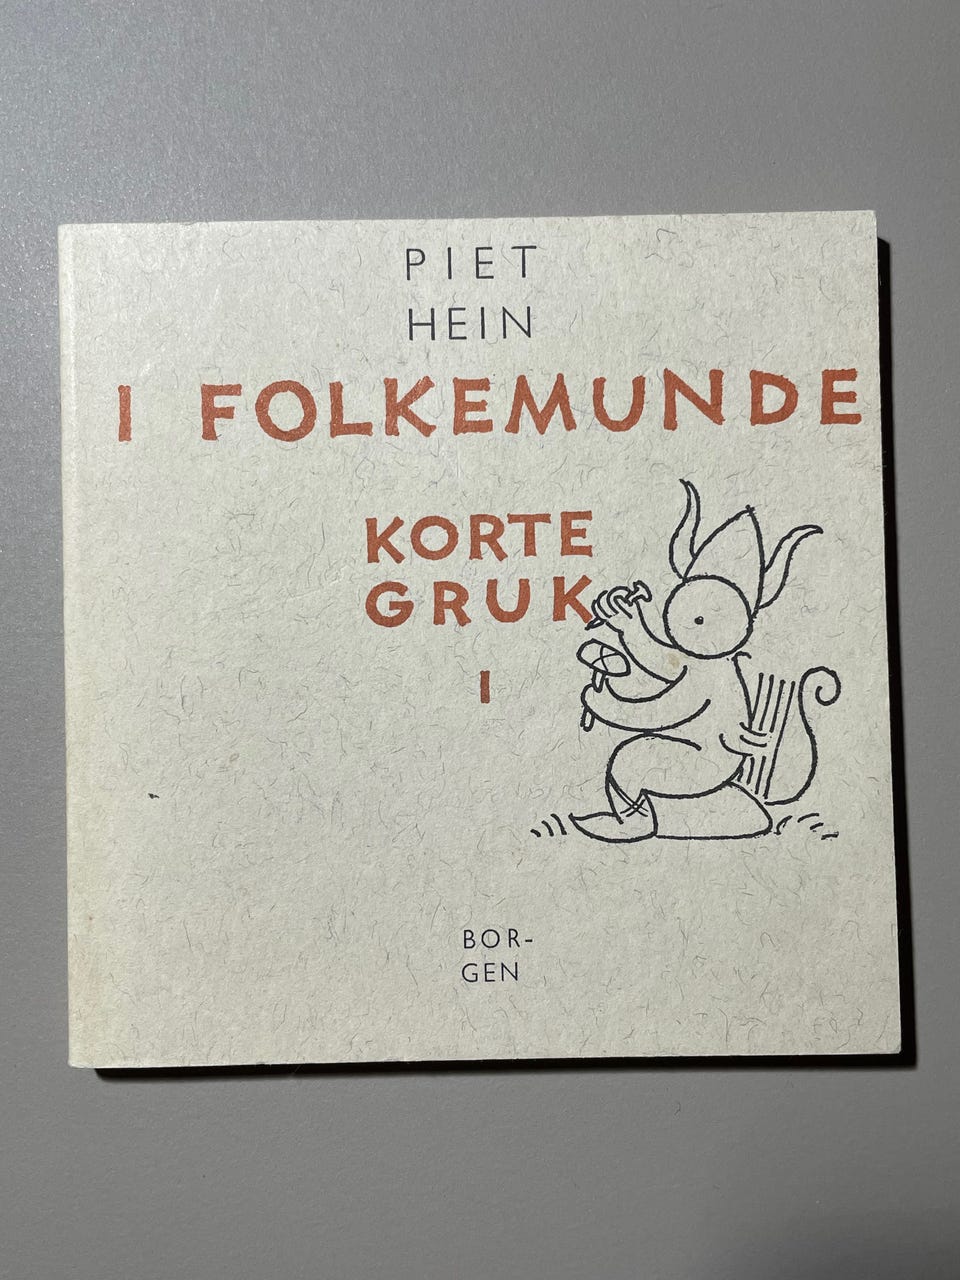 PIET
HEIN
I FOLKEMUNDE
KORTE
GRUK
I
BOR-
GEN